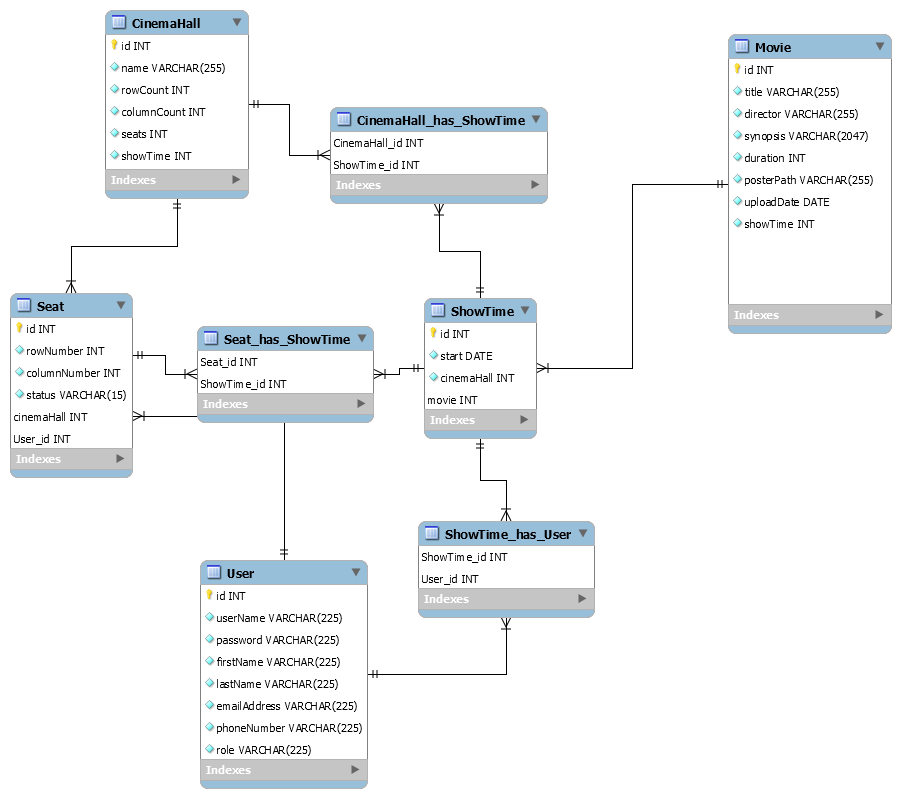 CinemaHall
id INT
name VARCHAR(255)
rowCount INT
columnCount INT
seats INT
showTime INT
Indexes
Movie
id INT
title VARCHAR(255)
director VARCHAR(255)
synopsis VARCHAR(2047)
duration INT
posterPath VARCHAR(255)
uploadDate DATE
showTime INT
Indexes
CinemaHall_has_ShowTime
CinemaHall_id INT
ShowTime_id INT
Indexes
Seat
id INT
rowNumber INT
columnNumber INT
status VARCHAR(15)
cinemaHall INT
User_id INT
Indexes
Seat_has_ShowTime
Seat_id INT
ShowTime_id INT
Indexes
ShowTime
id INT
start DATE
cinemaHall INT
movie INT
Indexes
ShowTime_has_User
ShowTime_id INT
User_id INT
Indexes
User
id INT
userName VARCHAR(225)
password VARCHAR(225)
firstName VARCHAR(225)
lastName VARCHAR(225)
emailAddress VARCHAR(225)
phoneNumber VARCHAR(225)
role VARCHAR(225)
Indexes